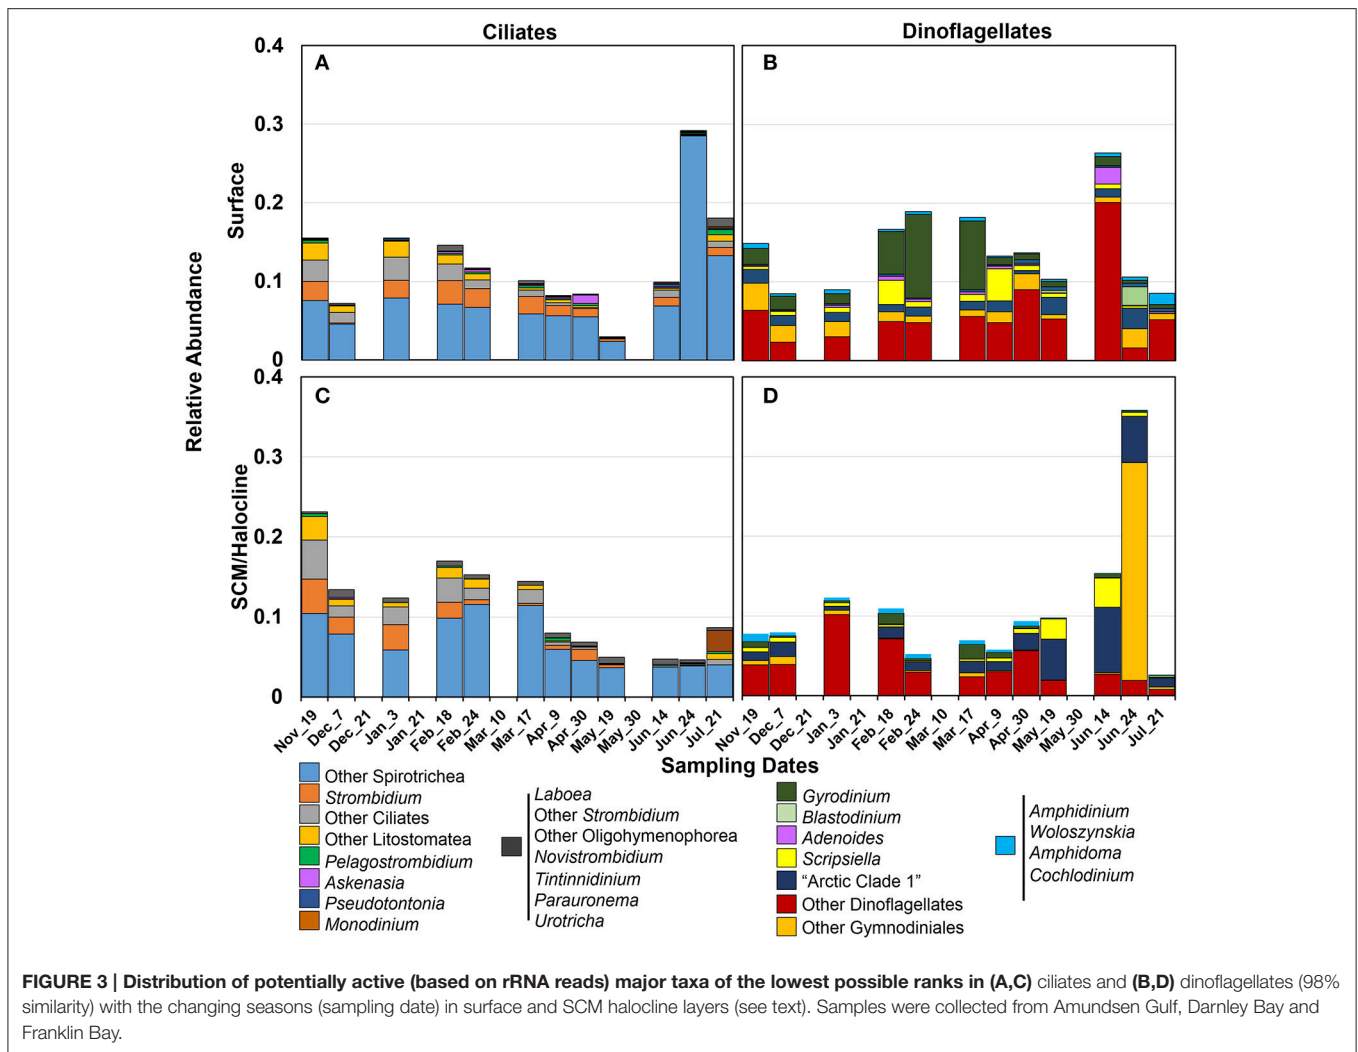 Ciliates
Dinoflagellates
Relative Abundance
Surface
0.4
0.3
0.2
0.1
0
A
B
SCM/Halocline
0.4
0.3
0.2
0.1
0
C
D
Nov_19
Dec_7
Dec_21
Jan_3
Jan_21
Feb_18
Feb_24
Mar_10
Mar_17
Apr_9
Apr_30
May_19
May_30
Jun_14
Jun_24
Jul_21
Nov_19
Dec_7
Dec_21
Jan_3
Jan_21
Feb_18
Feb_24
Mar_10
Mar_17
Apr_9
Apr_30
May_19
May_30
Jun_14
Jun_24
Jul_21
Sampling Dates
Other Spirotrichea
Strombidium
Other Ciliates
Other Litostomatea
Pelagostrombidium
Askenasia
Pseudotontonia
Monodinium
Laboea
Other Strombidium
Other Oligohymenophorea
Novistrombidium
Tintinnidinium
Parauronema
Urotricha
Gyrodinium
Blastodinium
Adenoides
Scripsiella
“Arctic Clade 1”
Other Dinoflagellates
Other Gymnodiniales
Amphidinium
Woloszynskia
Amphidoma
Cochlodinium
FIGURE 3 | Distribution of potentially active (based on rRNA reads) major taxa of the lowest possible ranks in (A,C) ciliates and (B,D) dinoflagellates (98%
similarity) with the changing seasons (sampling date) in surface and SCM halocline layers (see text). Samples were collected from Amundsen Gulf, Darnley Bay and
Franklin Bay.